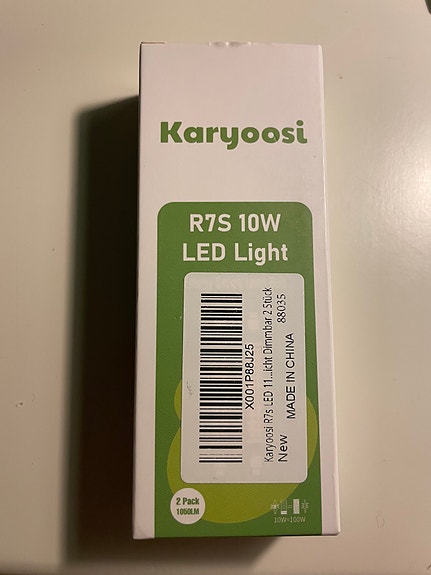 Karyoosi
R7S 10W
LED Light
X001P88J25
Karyoosi R7s LED 11...icht Dimmbar 2 Stück
New
MADE IN CHINA
88035
2 Pack
1050LM
10W≈100W